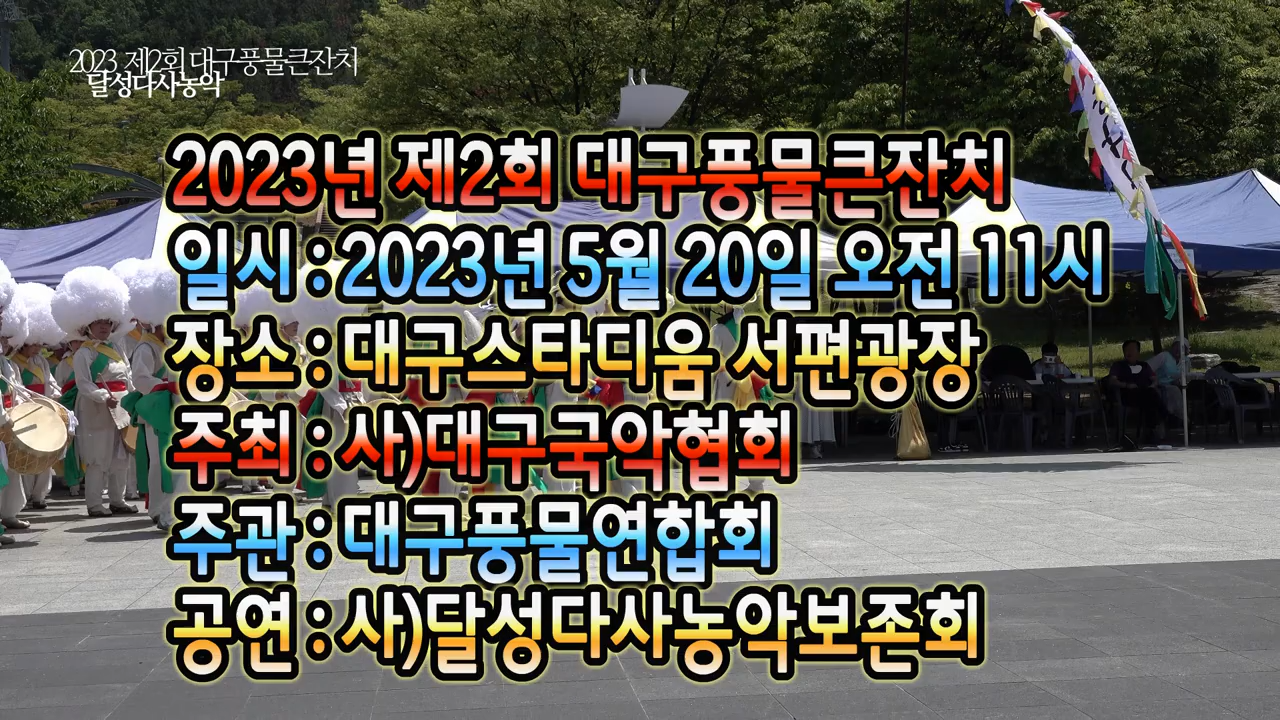 2023 제2회 대구풍물큰잔치
달성다사농악
2023년 제2회 대구풍물큰잔치
일시 : 2023년 5월 20일 오전 11시
장소 : 대구스타디움 서편광장
주최 : 사)대구국악협회
주관 : 대구풍물연합회
공연 : 사)달성다사농악보존회